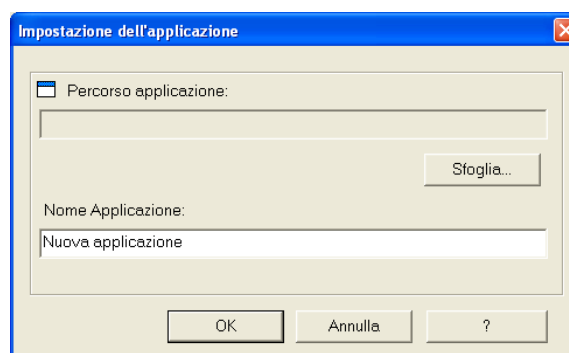 Impostazione dell'applicazione
Percorso applicazione:
Sfoglia...
Nome Applicazione:
Nuova applicazione
OK Annulla ?